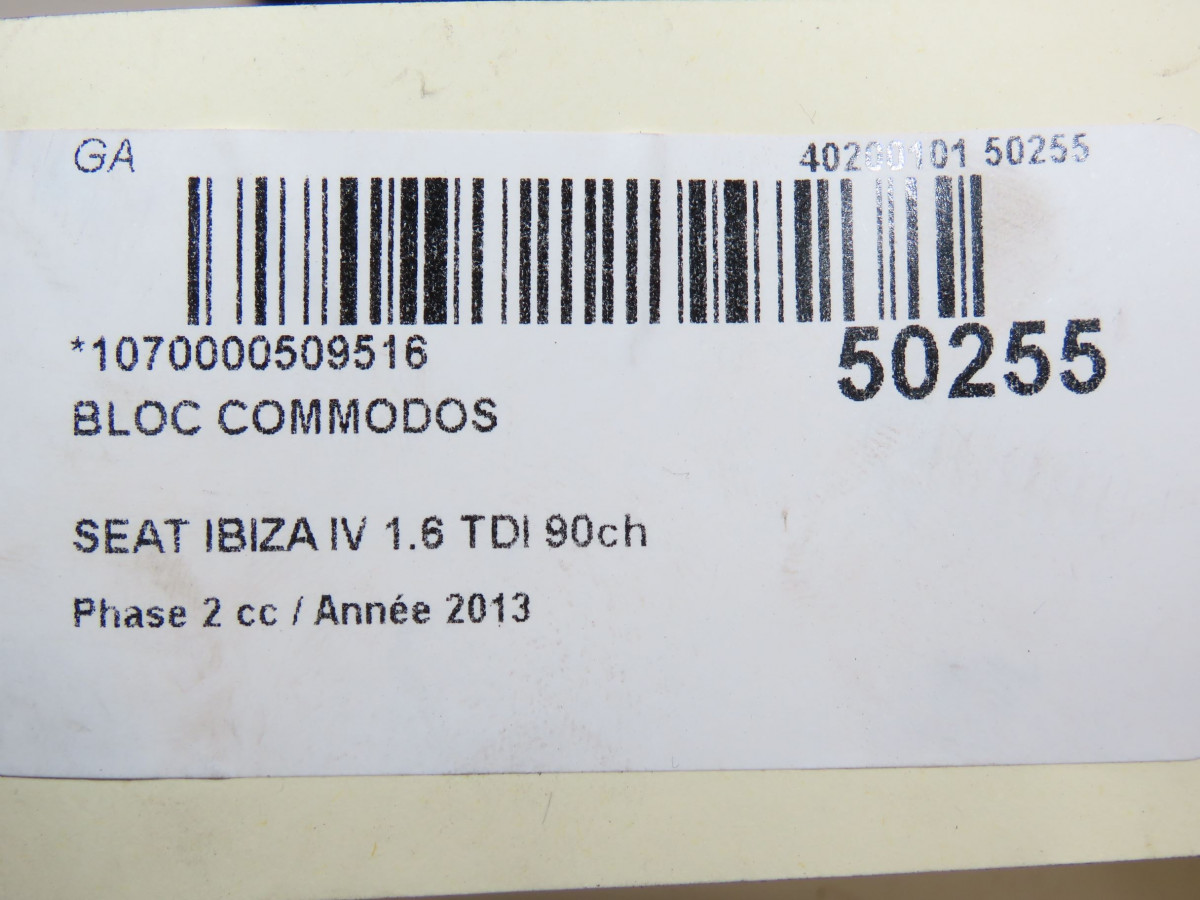 GA
40200101 50255
*1070000509516
50255
BLOC COMMODOS
SEAT IBIZA IV 1.6 TDI 90ch
Phase 2 cc / Année 2013